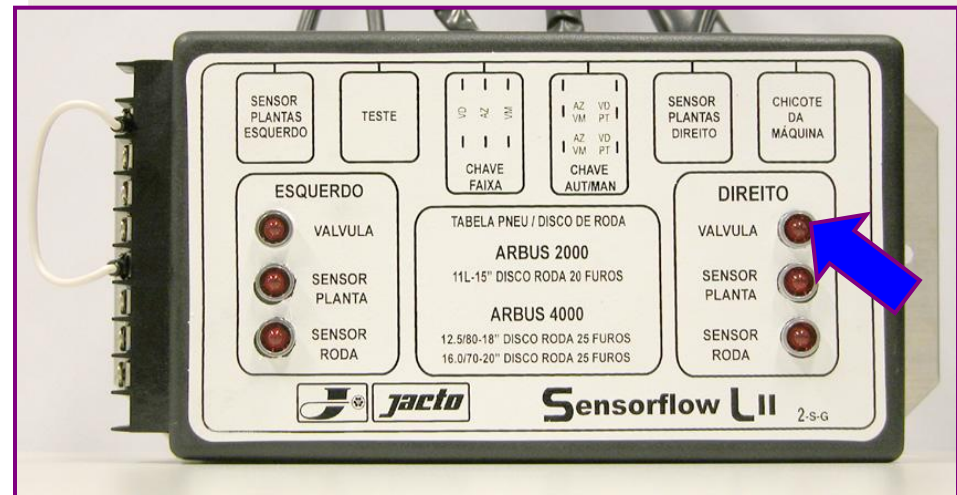 SENSOR
PLANTAS
ESQUERDO
TESTE
VD AZ VM
CHAVE
FAIXA
AZ VD
VM PT
AZ VD
VM PT
CHAVE
AUT/MAN
SENSOR
PLANTAS
DIREITO
CHICOTE
DA
MÁQUINA
ESQUERDO
VALVULA
SENSOR
PLANTA
SENSOR
RODA
TABELA PNEU / DISCO DE RODA
ARBUS 2000
11L-15" DISCO RODA 20 FUROS
ARBUS 4000
12.5/80-18" DISCO RODA 25 FUROS
16.0/70-20" DISCO RODA 25 FUROS
DIREITO
VALVULA
SENSOR
PLANTA
SENSOR
RODA
J ®
Jacto
Sensorflow LII
2-S-G